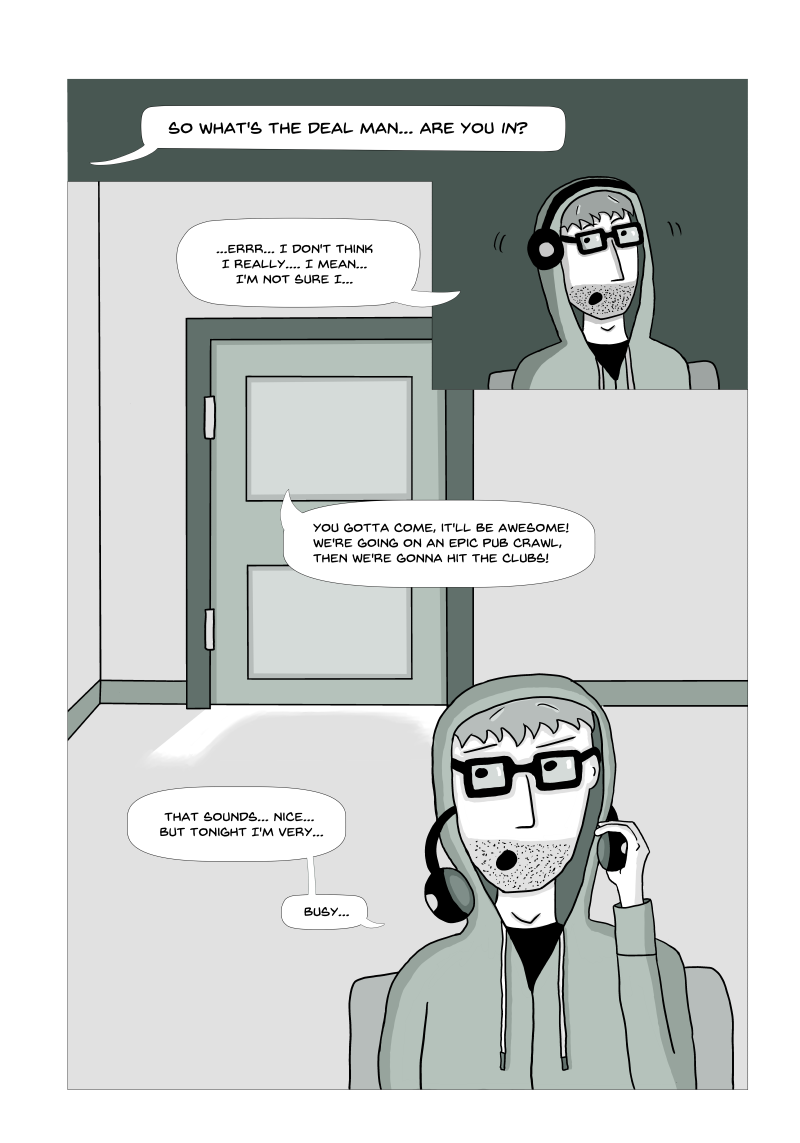 SO WHAT'S THE DEAL MAN... ARE YOU IN?
...ERRR... I DON'T THINK
I REALLY.... I MEAN...
I'M NOT SURE I...
YOU GOTTA COME, IT'LL BE AWESOME!
WE'RE GOING ON AN EPIC PUB CRAWL,
THEN WE'RE GONNA HIT THE CLUBS!
THAT SOUNDS... NICE...
BUT TONIGHT I'M VERY...
BUSY...